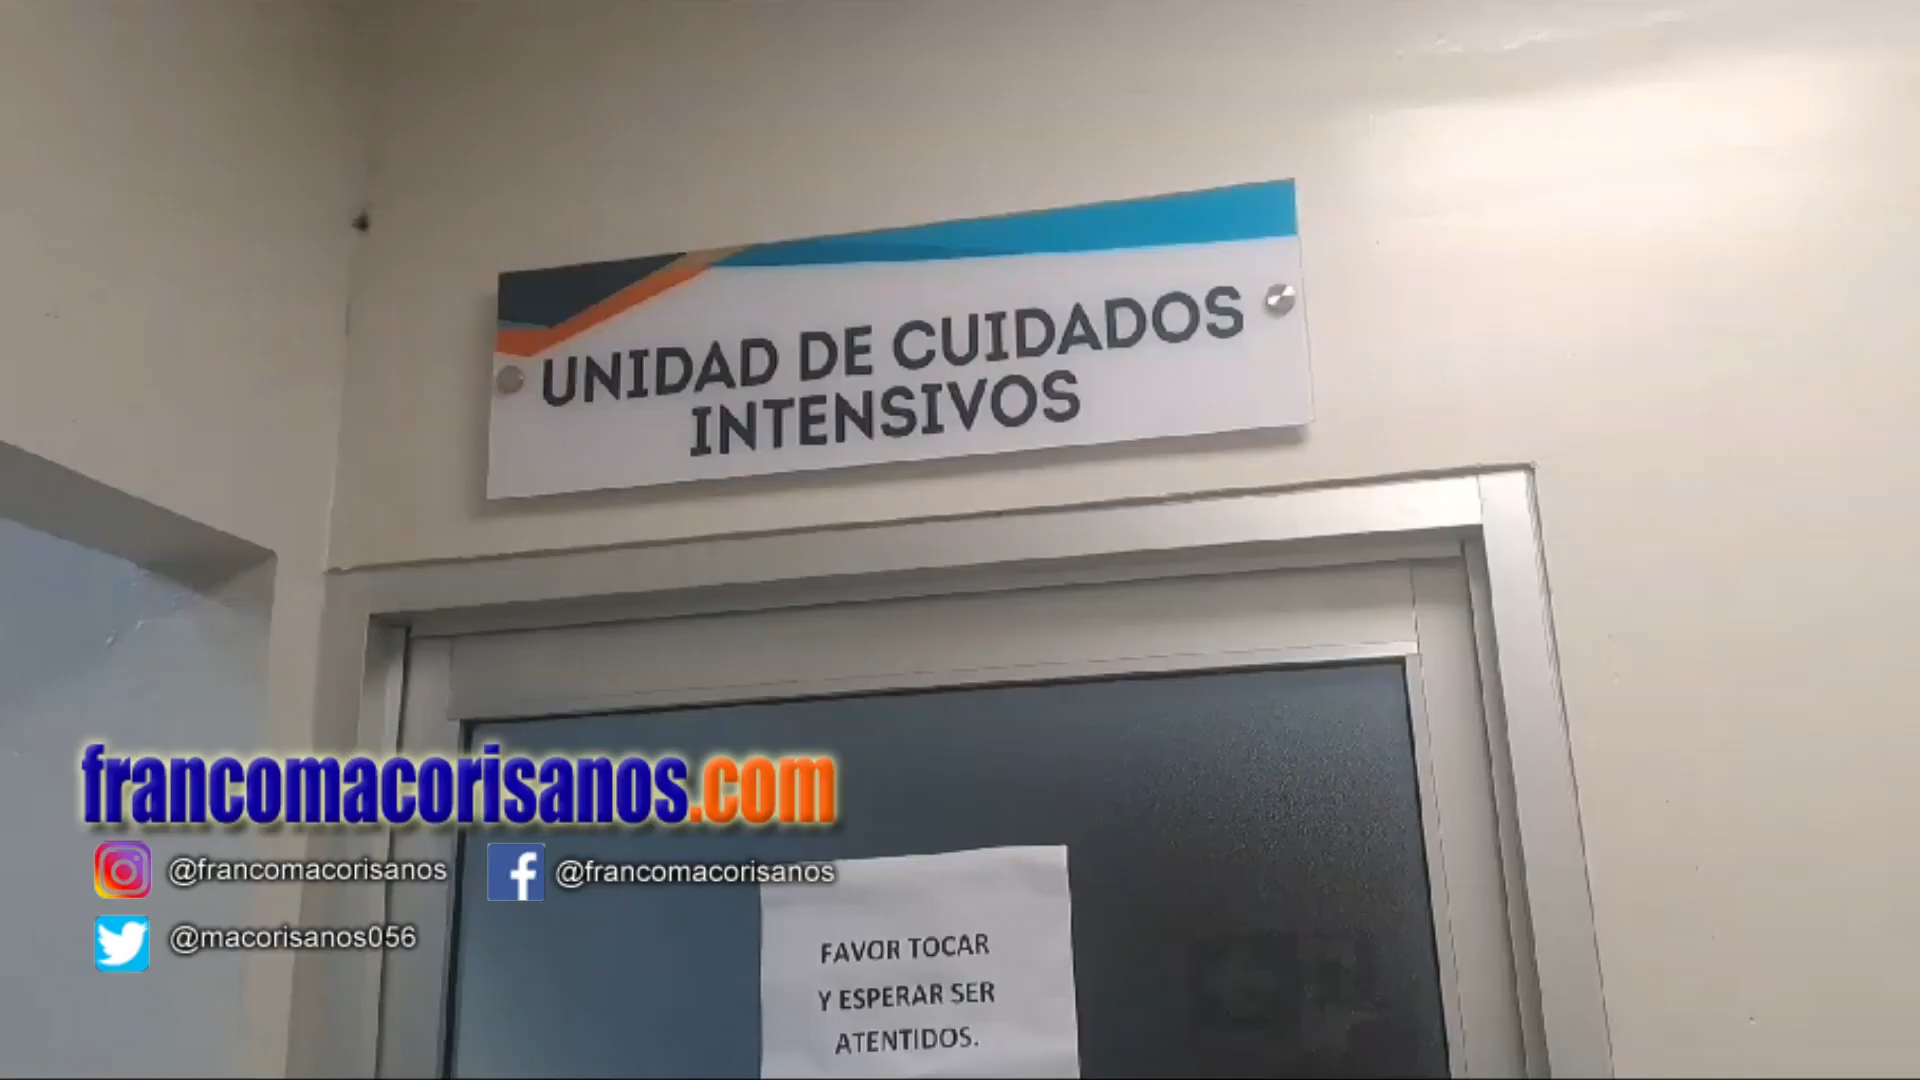 UNIDAD DE CUIDADOS
INTENSIVOS
francomacorisanos.com
@francomacorisanos
@francomacorisanos
@macorisanos056
FAVOR TOCAR
Y ESPERAR SER
ATENTIDOS.